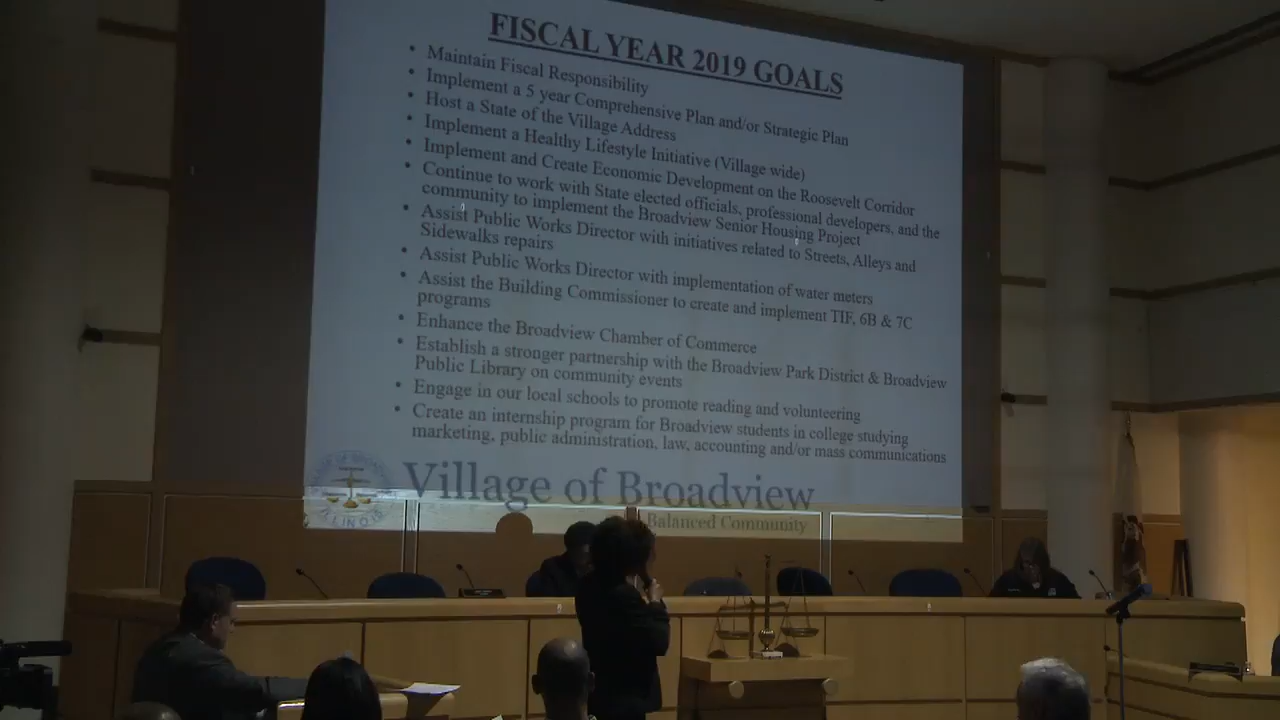 FISCAL YEAR 2019 GOALS
• Maintain Fiscal Responsibility
• Implement a 5 year Comprehensive Plan and/or Strategic Plan
• Host a State of the Village Address
• Implement a Healthy Lifestyle Initiative (Village wide)
• Implement and Create Economic Development on the Roosevelt Corridor
• Continue to work with State elected officials, professional developers, and the
community to implement the Broadview Senior Housing Project
• Assist Public Works Director with initiatives related to Streets, Alleys and
Sidewalks repairs
• Assist Public Works Director with implementation of water meters
• Assist the Building Commissioner to create and implement TIF, 6B & 7C
programs
• Enhance the Broadview Chamber of Commerce
• Establish a stronger partnership with the Broadview Park District & Broadview
Public Library on community events
• Engage in our local schools to promote reading and volunteering
• Create an internship program for Broadview students in college studying
marketing, public administration, law, accounting and/or mass communications
Village of Broadview
Balanced Community
ILLINOIS